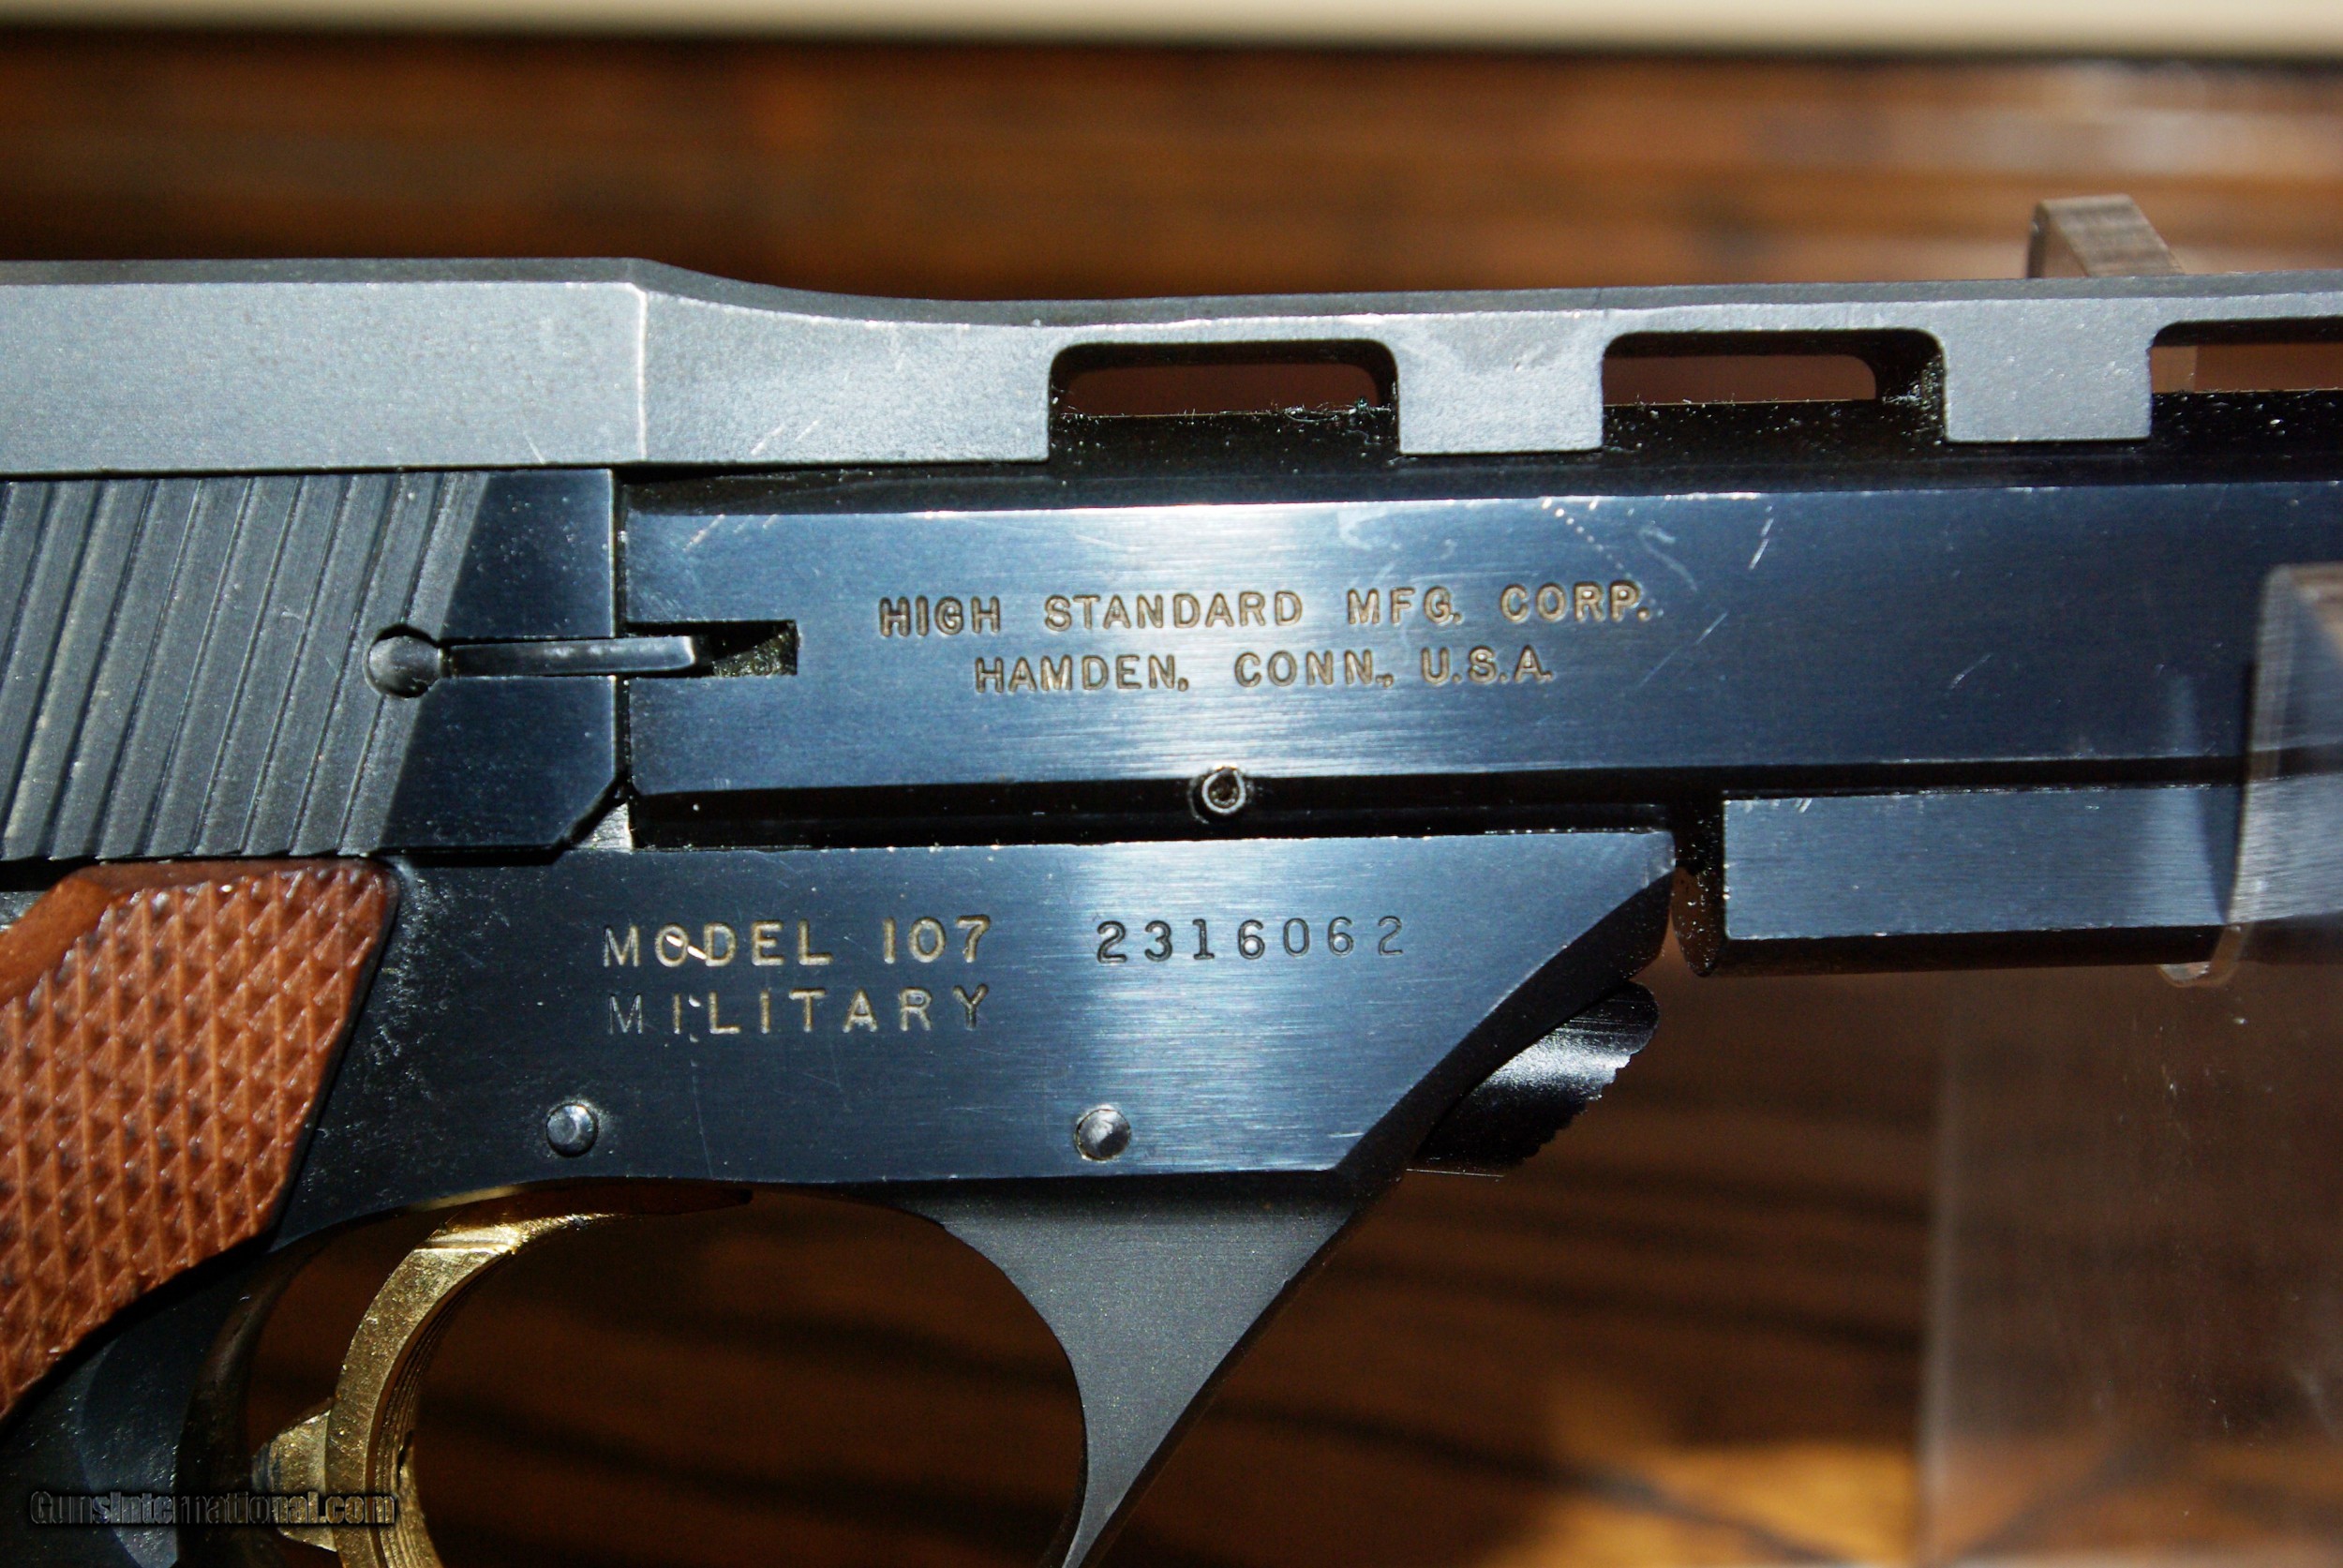 HIGH STANDARD MFG. CORP.
HAMDEN, CONN., U.S.A.
MODEL 107 2316062
MILITARY
GunsInternational.com